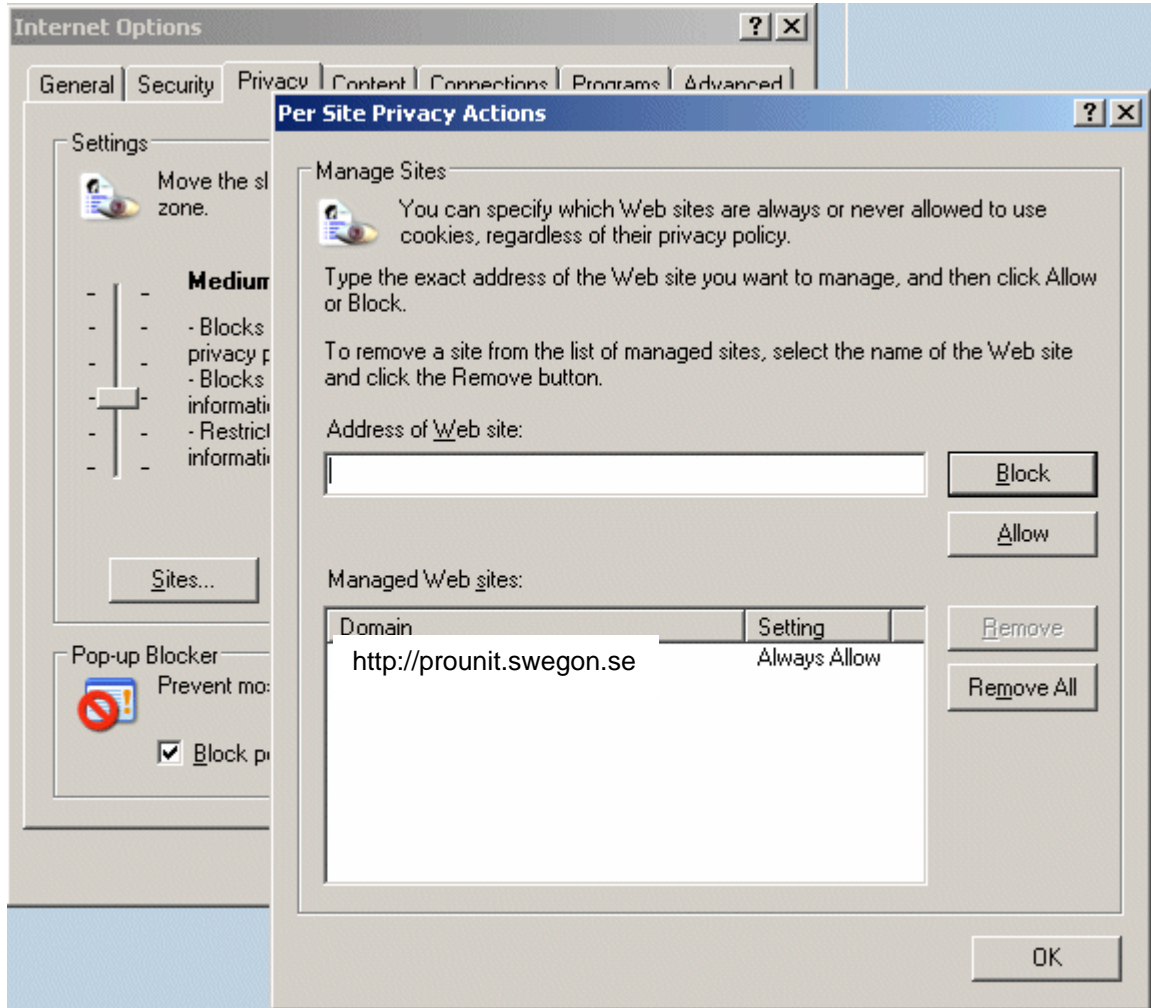 Internet Options
General Security Privacy Content Connections Programs Advanced
Settings
Move the sl
zone.
Medium
- Blocks
privacy p
- Blocks
informati
- Restrict
informati
Sites...
Pop-up Blocker
Prevent mos
Block po
Per Site Privacy Actions
Manage Sites
You can specify which Web sites are always or never allowed to use
cookies, regardless of their privacy policy.
Type the exact address of the Web site you want to manage, and then click Allow
or Block.
To remove a site from the list of managed sites, select the name of the Web site
and click the Remove button.
Address of Web site:
Block
Allow
Managed Web sites:
Domain Setting
http://prounit.swegon.se Always Allow
Remove
Remove All
OK